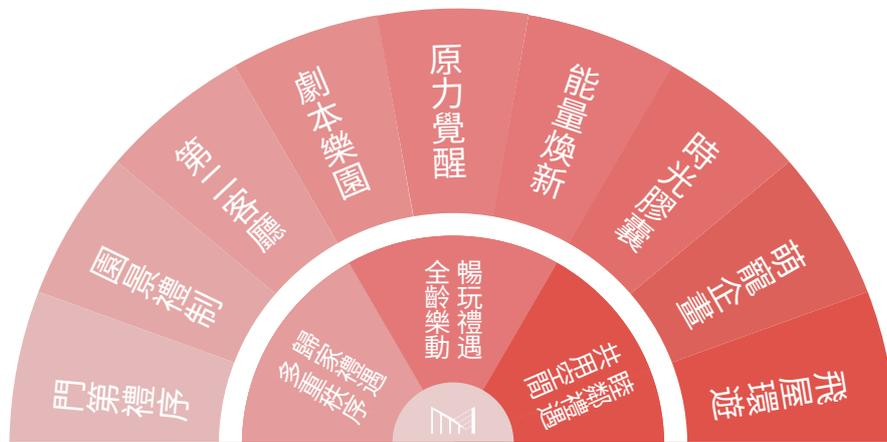 門第禮序
園景禮制
第二客廳
劇本樂園
原力覺醒
能量煥新
時光膠囊
萌寵企畫
飛屋環遊
歸家禮遇
多重秩序
暢玩禮遇
全齡樂動
睦鄰禮遇
共用空間